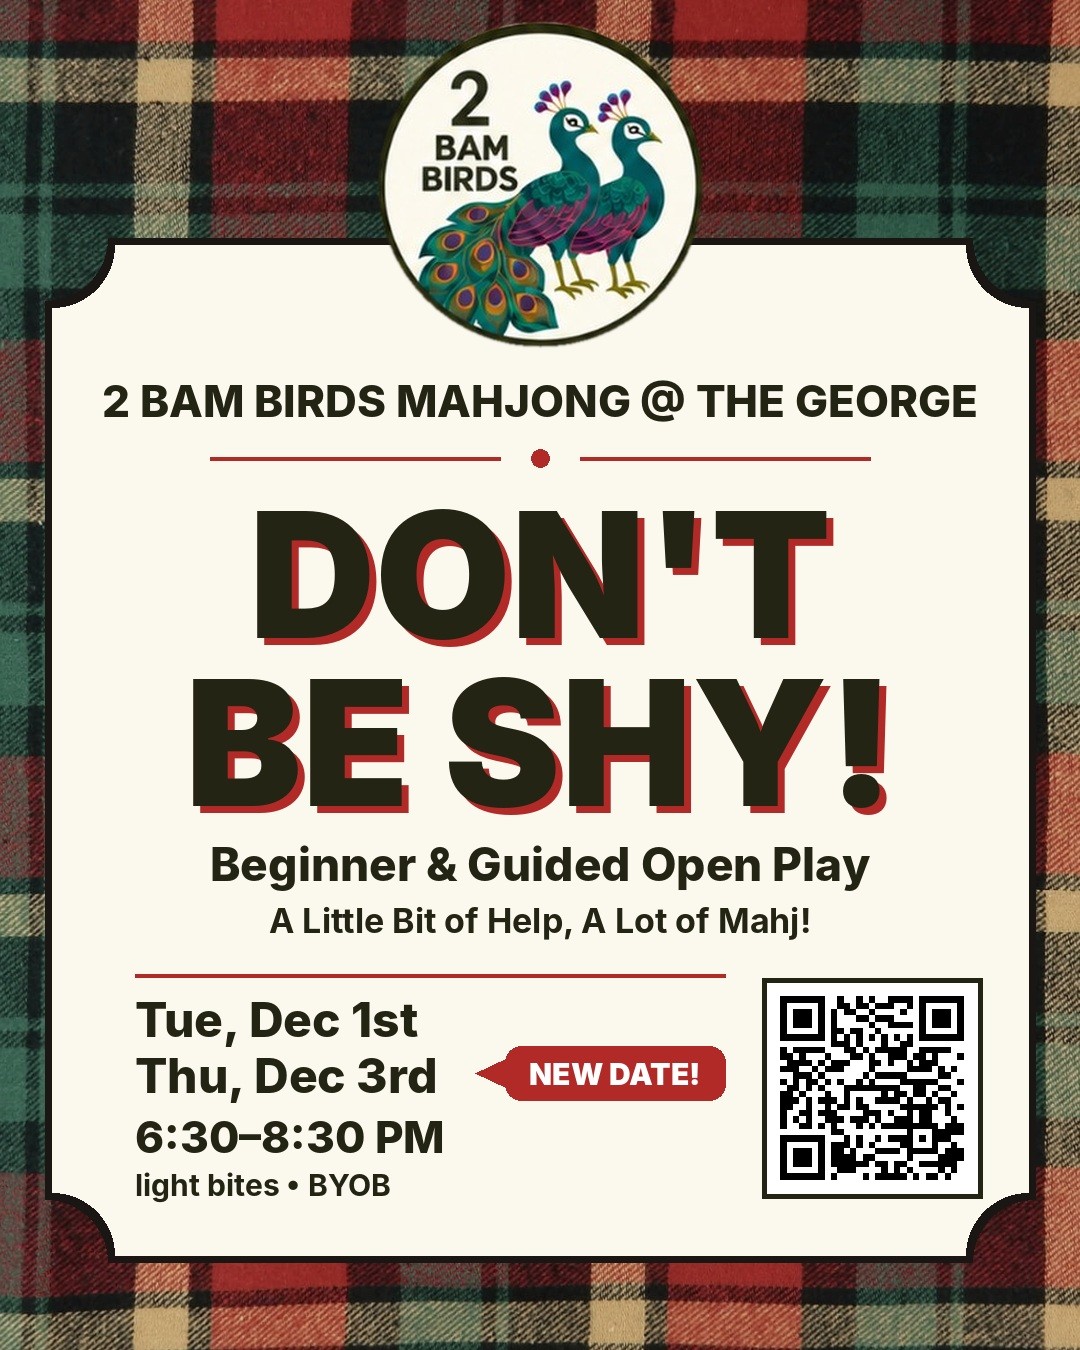 2
BAM
BIRDS
2 BAM BIRDS MAHJONG @ THE GEORGE
DON'T
BE SHY!
Beginner & Guided Open Play
A Little Bit of Help, A Lot of Mahj!
Tue, Dec 1st
Thu, Dec 3rd
NEW DATE!
6:30–8:30 PM
light bites • BYOB